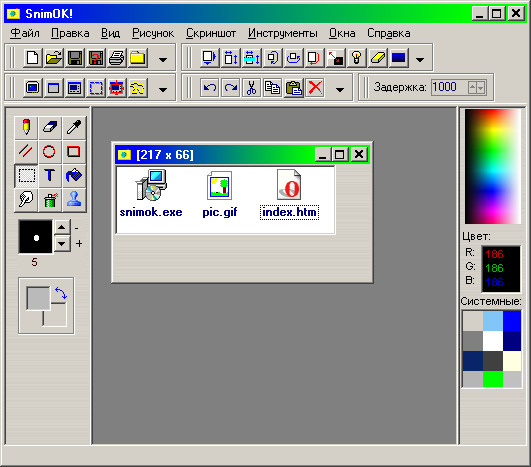 SnimOK!
Файл Правка Вид Рисунок Скриншот Инструменты Окна Справка
Задержка: 1000
[217 x 66]
snimok.exe pic.gif index.htm
T
-
+
5
Цвет:
R: 186
G: 186
B: 186
Системные: